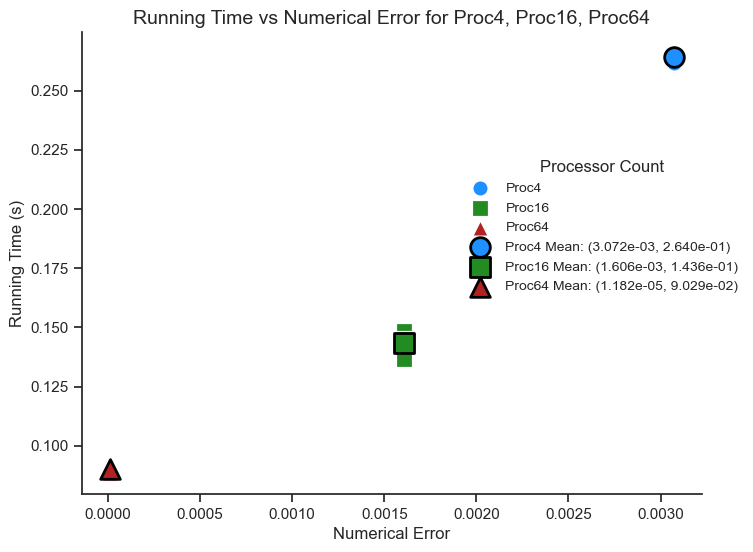 Running Time vs Numerical Error for Proc4, Proc16, Proc64
Running Time (s)
0.250
0.225
0.200
0.175
0.150
0.125
0.100
Processor Count
Proc4
Proc16
Proc64
Proc4 Mean: (3.072e-03, 2.640e-01)
Proc16 Mean: (1.606e-03, 1.436e-01)
Proc64 Mean: (1.182e-05, 9.029e-02)
0.0000 0.0005 0.0010 0.0015 0.0020 0.0025 0.0030
Numerical Error